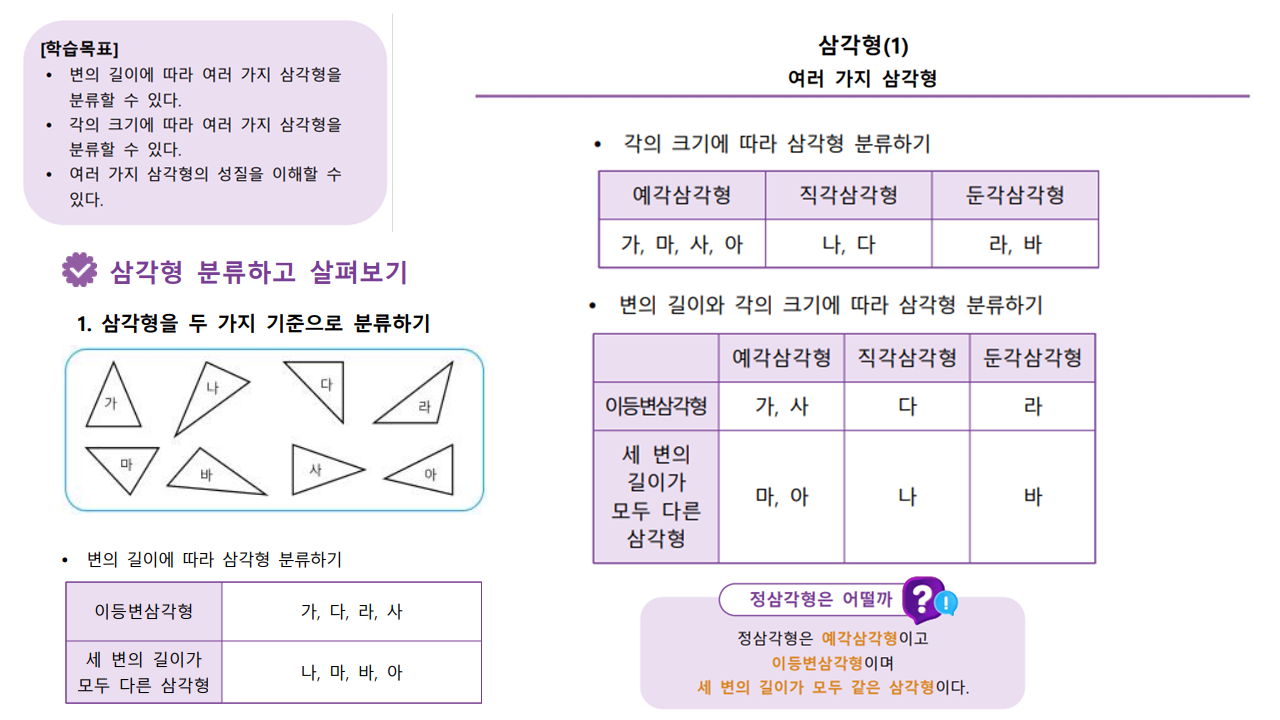 [학습목표]
• 변의 길이에 따라 여러 가지 삼각형을
분류할 수 있다.
• 각의 크기에 따라 여러 가지 삼각형을
분류할 수 있다.
• 여러 가지 삼각형의 성질을 이해할 수
있다.
삼각형 분류하고 살펴보기
1. 삼각형을 두 가지 기준으로 분류하기
가 나 다 라
마 바 사 아
• 변의 길이에 따라 삼각형 분류하기
이등변삼각형 가, 다, 라, 사
세 변의 길이가
모두 다른 삼각형
나, 마, 바, 아
삼각형(1)
여러 가지 삼각형
• 각의 크기에 따라 삼각형 분류하기
예각삼각형 직각삼각형 둔각삼각형
가, 마, 사, 아 나, 다 라, 바
• 변의 길이와 각의 크기에 따라 삼각형 분류하기
예각삼각형 직각삼각형 둔각삼각형
이등변삼각형 가, 사 다 라
세 변의
길이가
모두 다른
삼각형
마, 아 나 바
정삼각형은 어떨까 ? !
정삼각형은 예각삼각형이고
이등변삼각형이며
세 변의 길이가 모두 같은 삼각형이다.